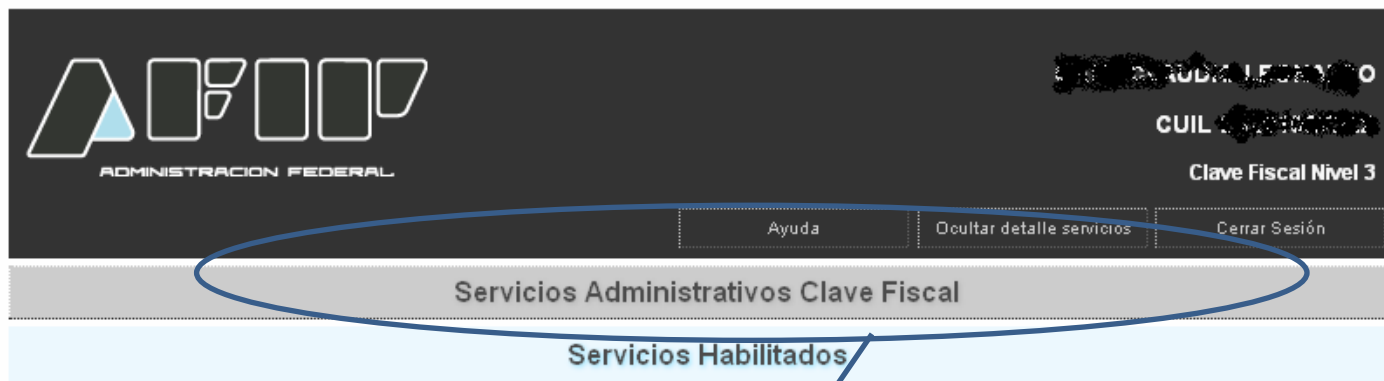 AFIP
ADMINISTRACION FEDERAL
CUIL
Clave Fiscal Nivel 3
Ayuda
Ocultar detalle servicios
Cerrar Sesión
Servicios Administrativos Clave Fiscal
Servicios Habilitados